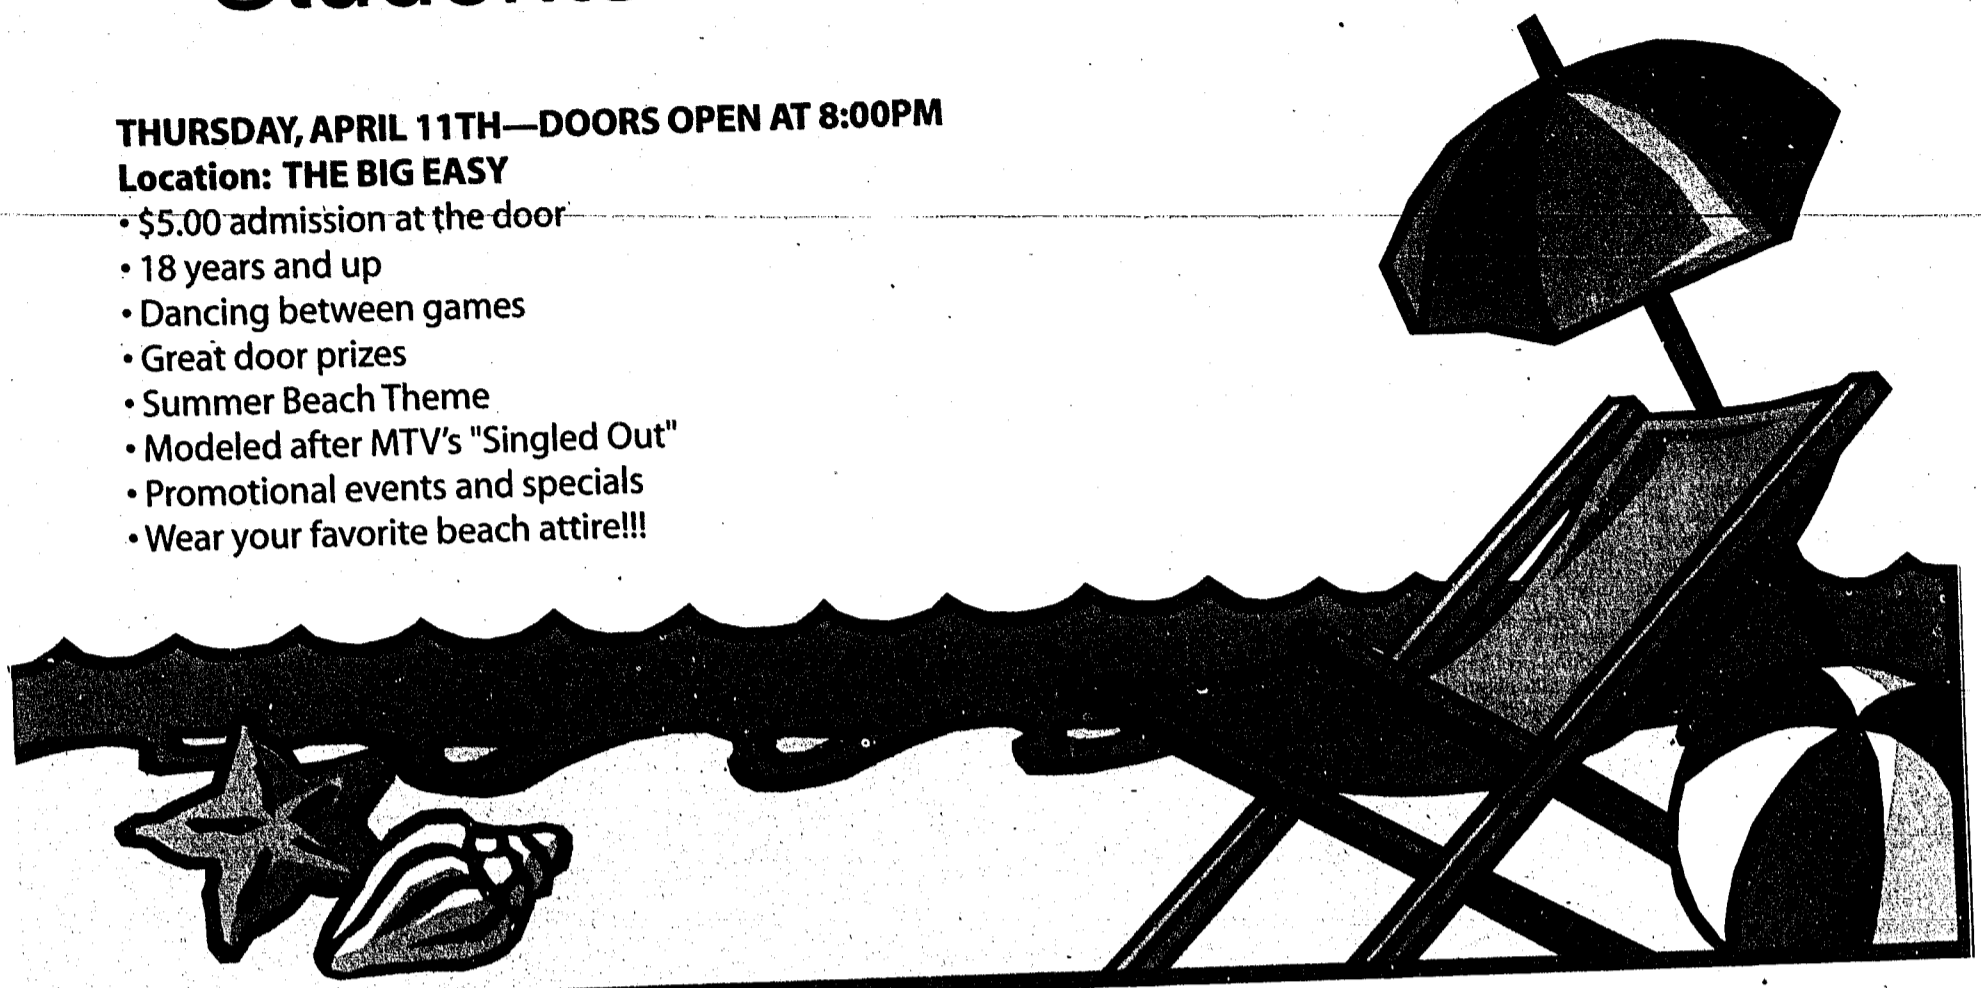 THURSDAY, APRIL 11TH—DOORS OPEN AT 8:00PM
Location: THE BIG EASY
• $5.00 admission at the door
• 18 years and up
• Dancing between games
• Great door prizes
• Summer Beach Theme
• Modeled after MTV's "Singled Out"
• Promotional events and specials
• Wear your favorite beach attire!!!